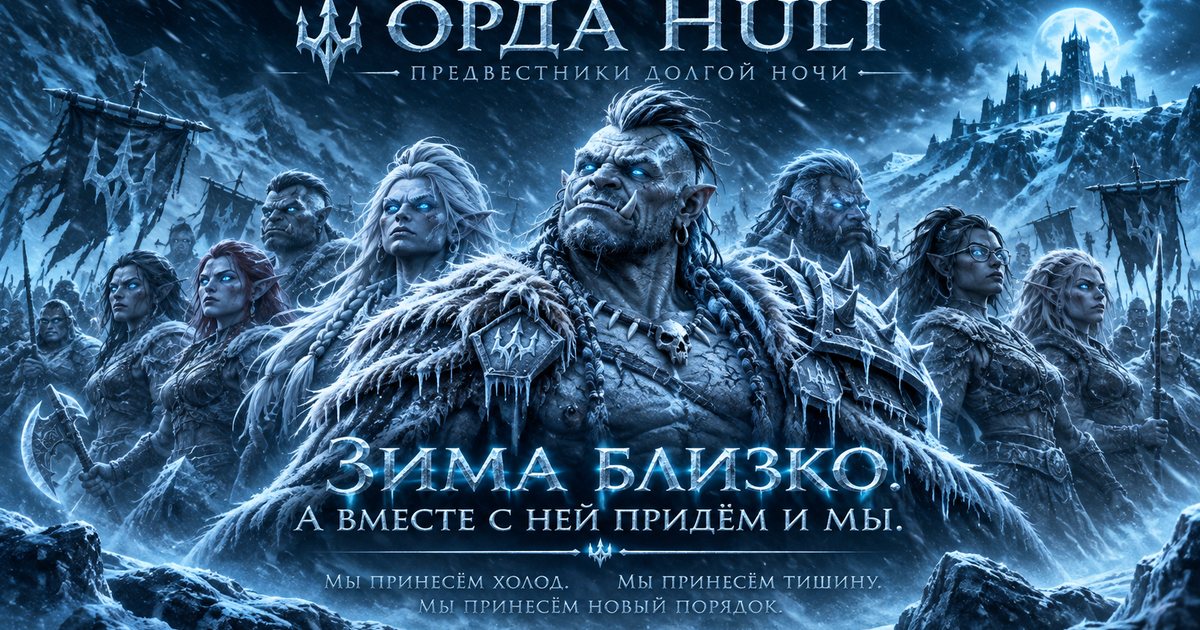 ОРДА HULI
ПРЕДВЕСТНИКИ ДОЛГОЙ НОЧИ
ЗИМА БЛИЗКО.
А ВМЕСТЕ С НЕЙ ПРИДЁМ И МЫ.
МЫ ПРИНЕСЁМ ХОЛОД. МЫ ПРИНЕСЁМ ТИШИНУ.
МЫ ПРИНЕСЁМ НОВЫЙ ПОРЯДОК.